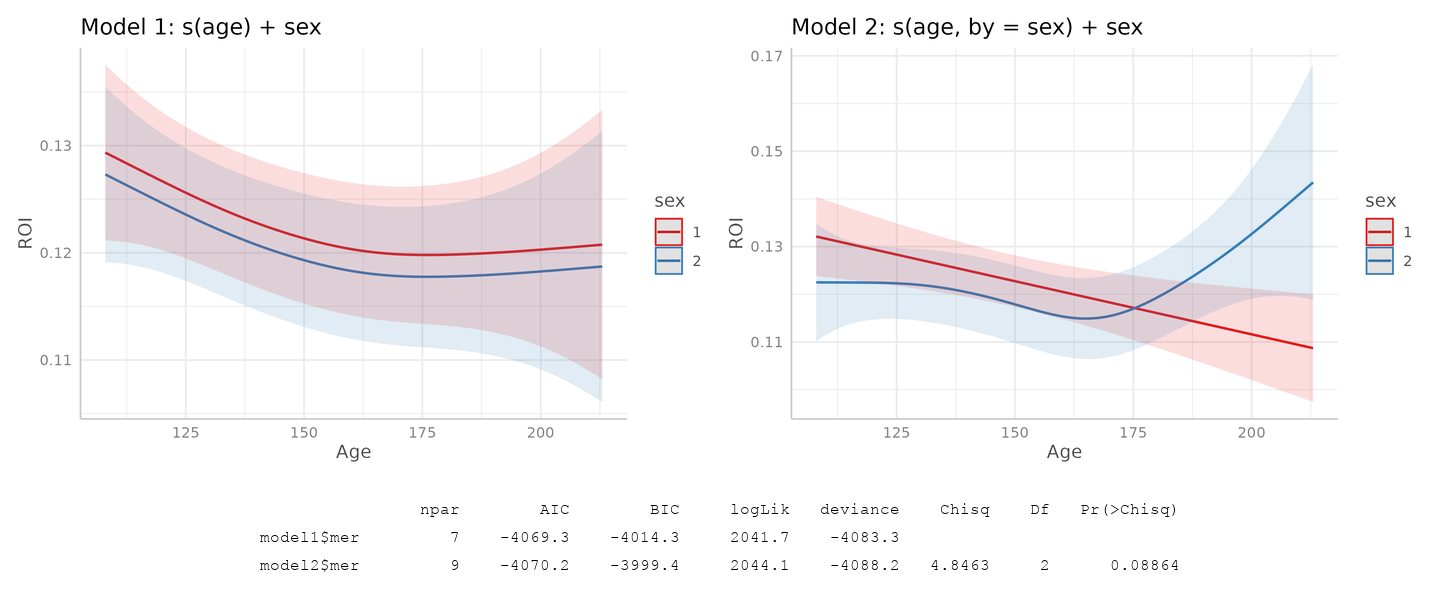 Model 1: s(age) + sex
0.13
0.12
0.11
125 150 175 200
Age
ROI
sex
1
2
Model 2: s(age, by = sex) + sex
0.17
0.15
0.13
0.11
125 150 175 200
Age
ROI
sex
1
2
npar AIC BIC logLik deviance Chisq Df Pr(>Chisq)
model1$mer 7 -4069.3 -4014.3 2041.7 -4083.3
model2$mer 9 -4070.2 -3999.4 2044.1 -4088.2 4.8463 2 0.08864